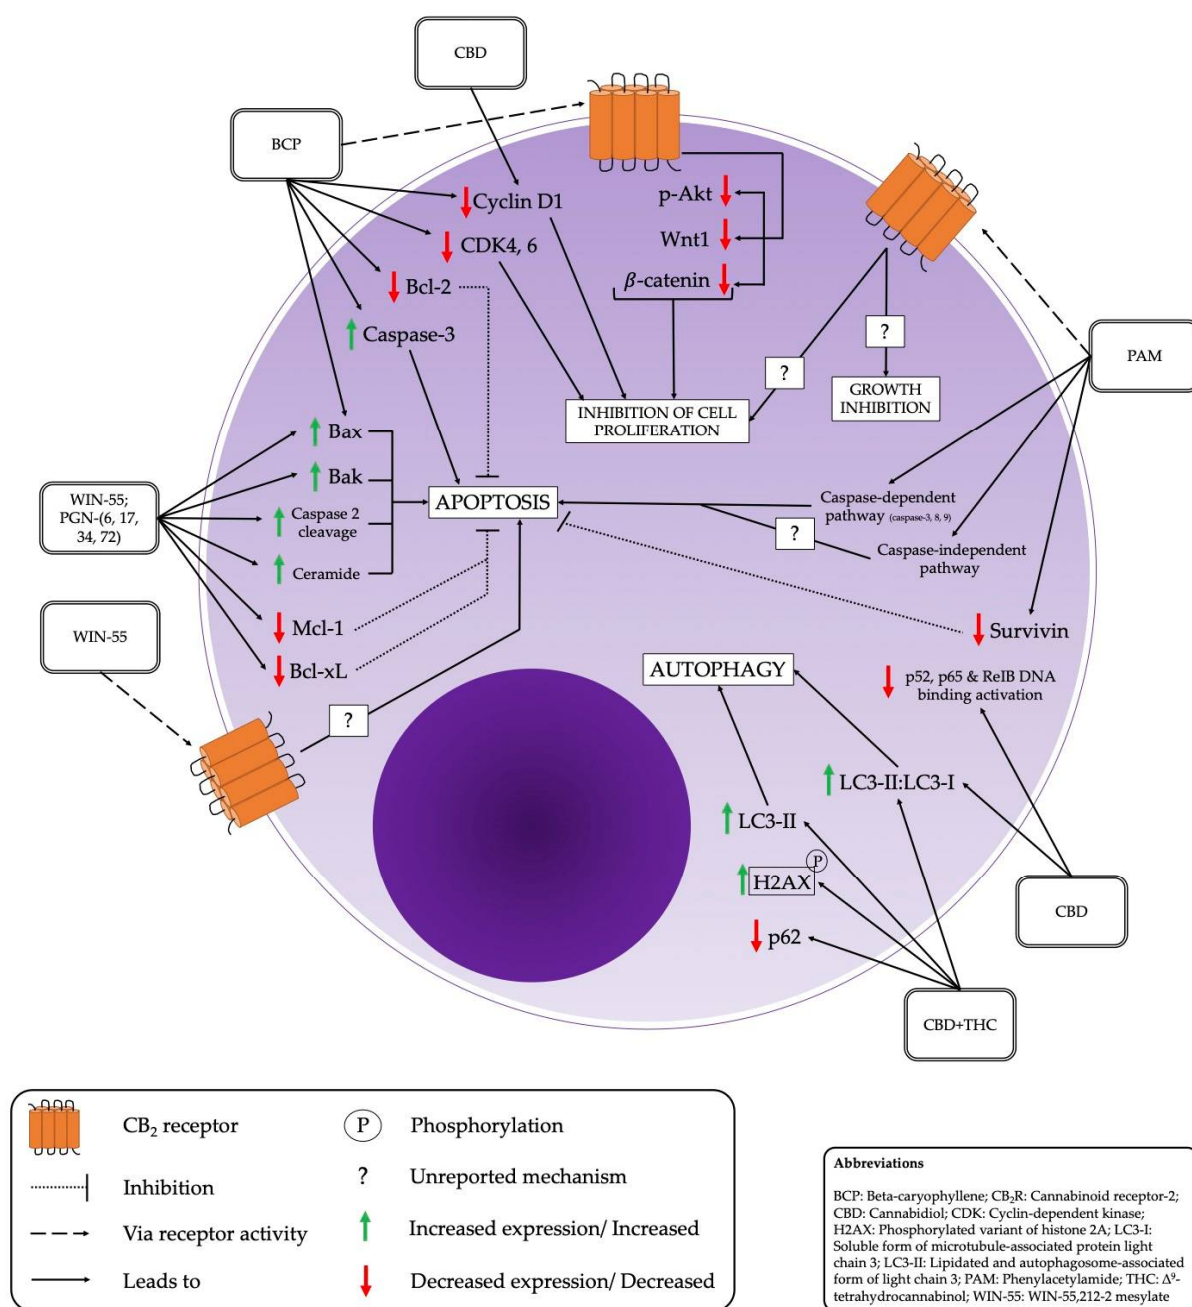 CBD
BCP
p-Akt
Cyclin D1
Wnt1
CDK4, 6
β-catenin
Bcl-2
Caspase-3
?
PAM
?
GROWTH
INHIBITION
INHIBITION OF CELL
PROLIFERATION
Bax
Bak
WIN-55;
PGN-(6, 17,
34, 72)
APOPTOSIS
Caspase-dependent
pathway (caspase-3, 8, 9)
Caspase 2
cleavage
?
Caspase-independent
pathway
Ceramide
Mcl-1
WIN-55
Survivin
Bcl-xL
AUTOPHAGY
p52, p65 & RelB DNA
binding activation
?
LC3-II:LC3-I
LC3-II
P
H2AX
CBD
p62
CBD+THC
CB₂ receptor
P
Phosphorylation
Inhibition
?
Unreported mechanism
Via receptor activity
Increased expression/ Increased
Leads to
Decreased expression/ Decreased
Abbreviations
BCP: Beta-caryophyllene; CB₂R: Cannabinoid receptor-2;
CBD: Cannabidiol; CDK: Cyclin-dependent kinase;
H2AX: Phosphorylated variant of histone 2A; LC3-I:
Soluble form of microtubule-associated protein light
chain 3; LC3-II: Lipidated and autophagosome-associated
form of light chain 3; PAM: Phenylacetylamide; THC: Δ⁹-
tetrahydrocannabinol; WIN-55: WIN-55,212-2 mesylate